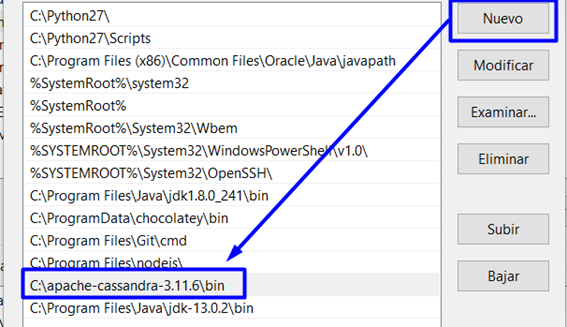 C:\Python27\
Nuevo
C:\Python27\Scripts
C:\Program Files (x86)\Common Files\Oracle\Java\javapath
Modificar
%SystemRoot%\system32
%SystemRoot%
Examinar...
%SystemRoot%\System32\Wbem
%SYSTEMROOT%\System32\WindowsPowerShell\v1.0\
Eliminar
%SYSTEMROOT%\System32\OpenSSH\
C:\Program Files\Java\jdk1.8.0_241\bin
C:\ProgramData\chocolatey\bin
Subir
C:\Program Files\Git\cmd
C:\Program Files\nodejs\
Bajar
C:\apache-cassandra-3.11.6\bin
C:\Program Files\Java\jdk-13.0.2\bin